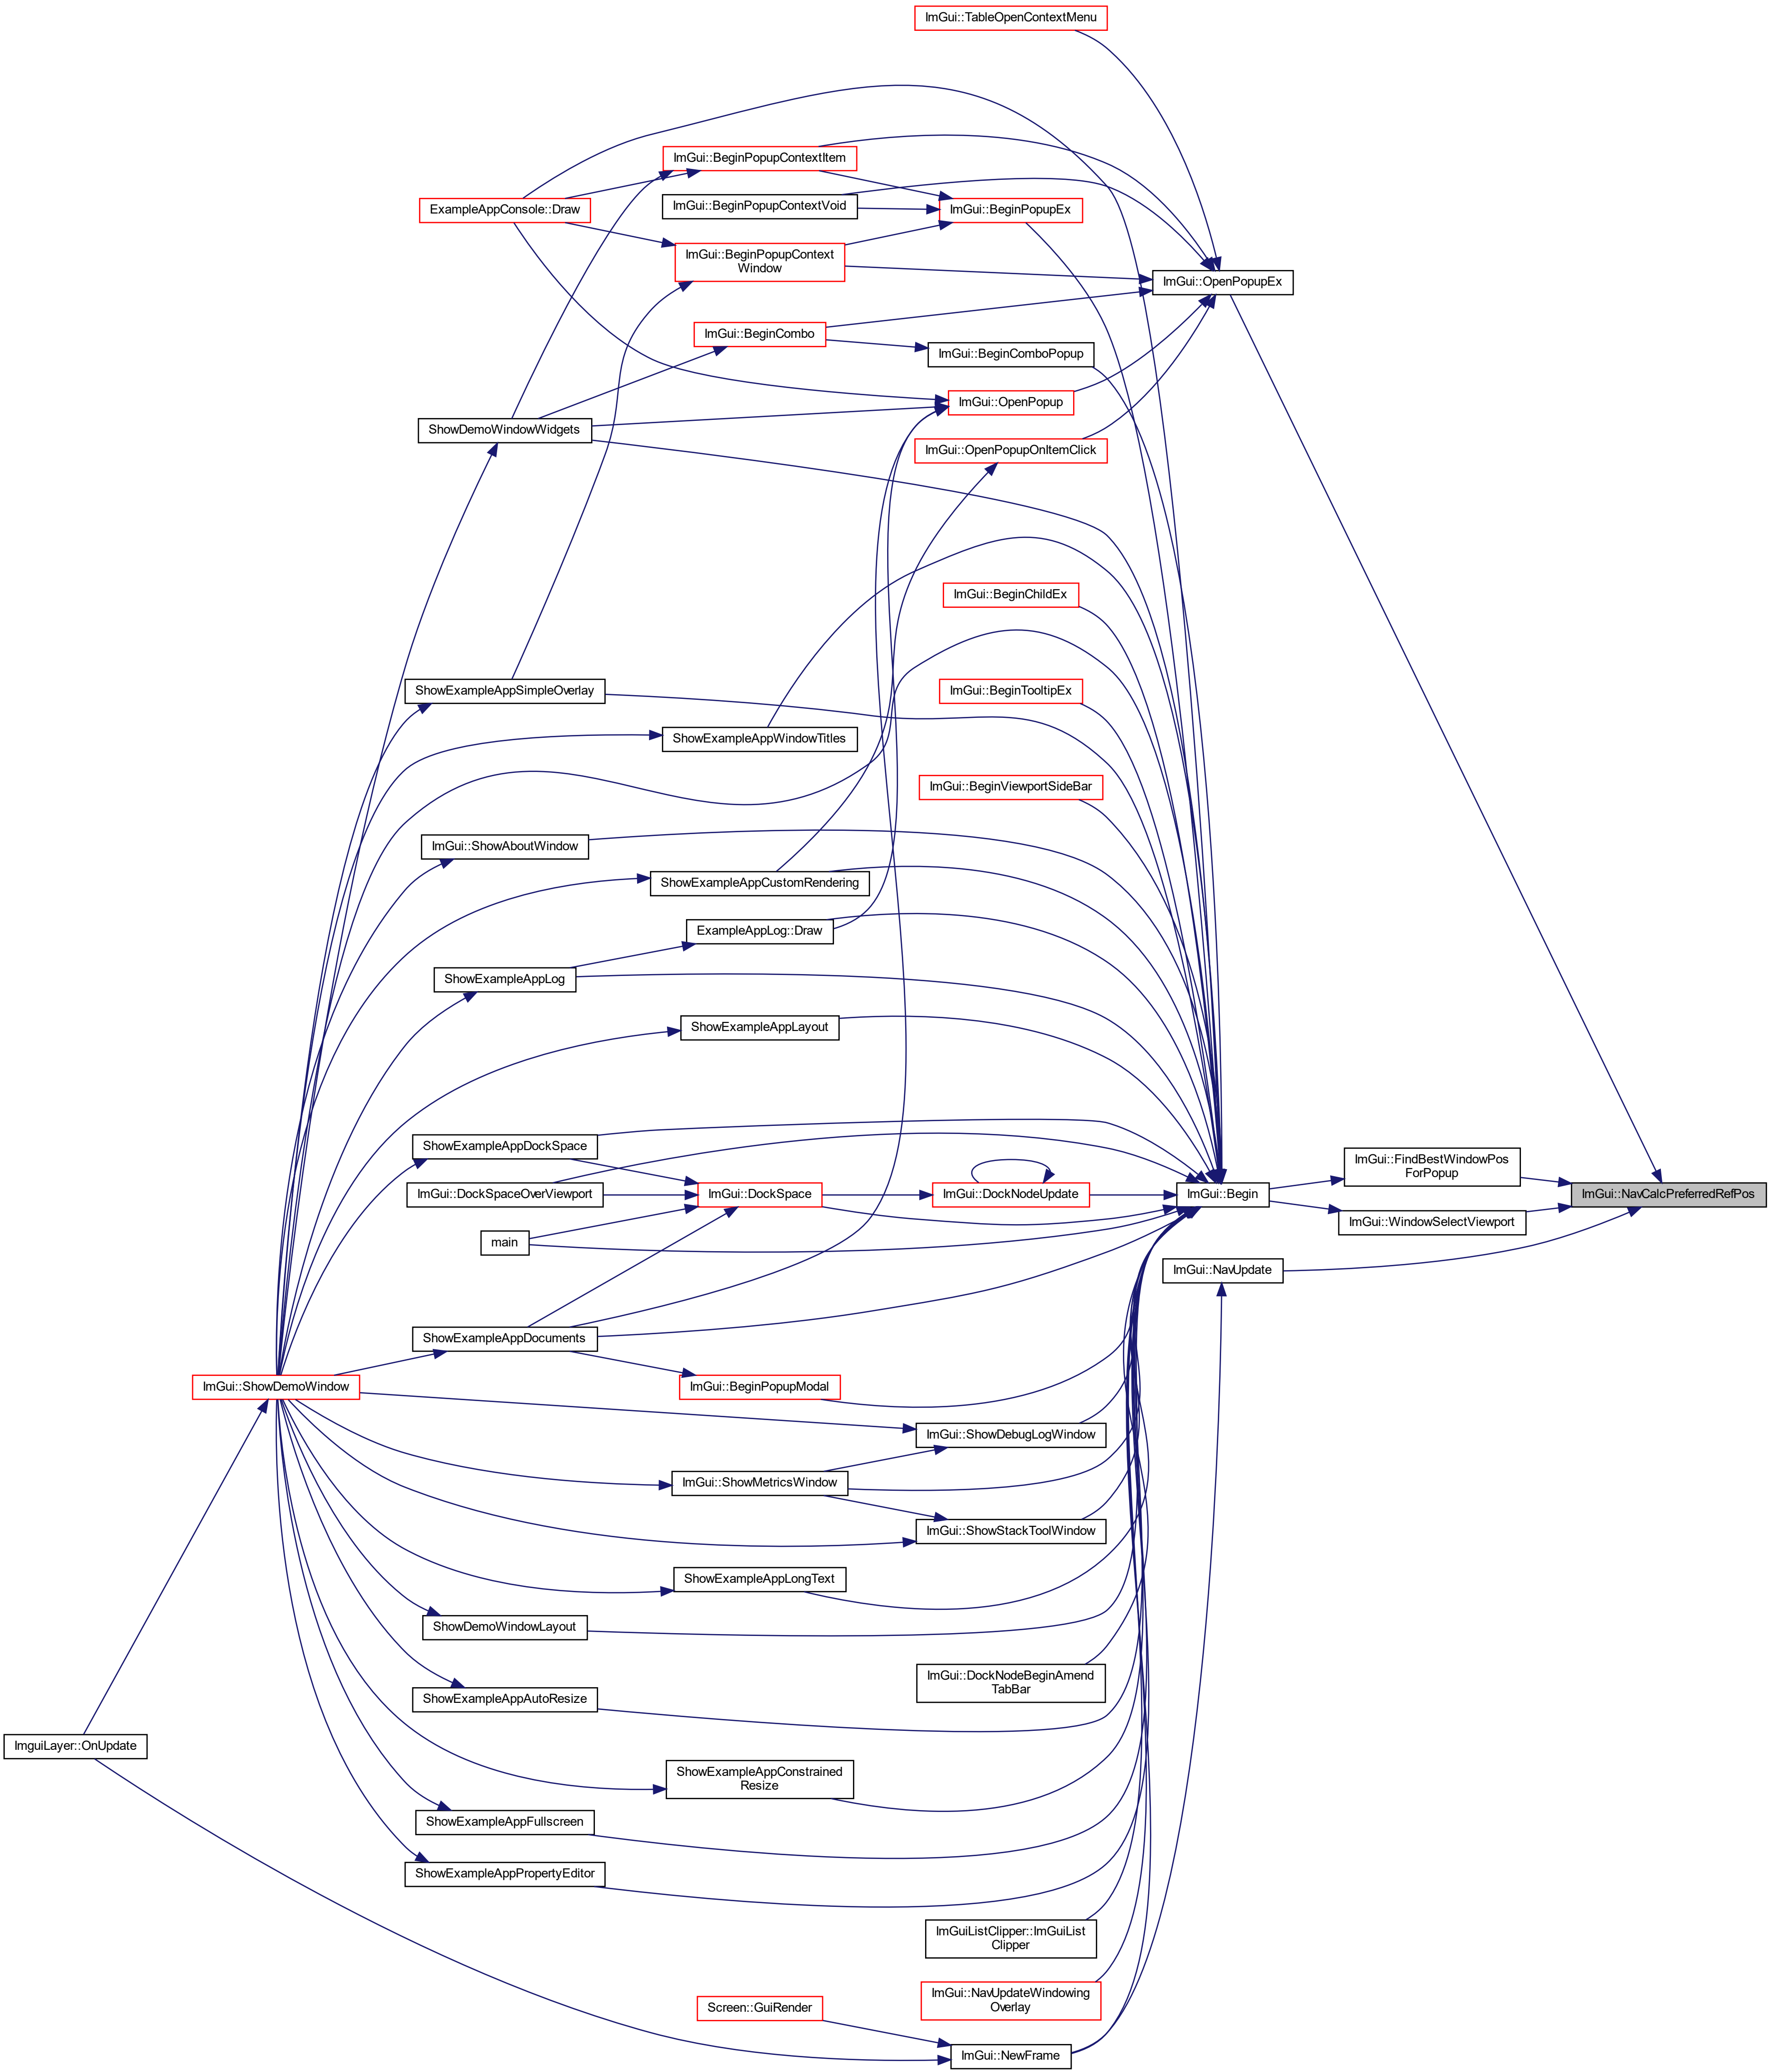 ImGui::TableOpenContextMenu
ImGui::BeginPopupContextItem
ExampleAppConsole::Draw
ImGui::BeginPopupContextVoid
ImGui::BeginPopupEx
ImGui::BeginPopupContext
Window
ImGui::OpenPopupEx
ImGui::BeginCombo
ImGui::BeginComboPopup
ImGui::OpenPopup
ShowDemoWindowWidgets
ImGui::OpenPopupOnItemClick
ImGui::BeginChildEx
ShowExampleAppSimpleOverlay
ImGui::BeginTooltipEx
ShowExampleAppWindowTitles
ImGui::BeginViewportSideBar
ImGui::ShowAboutWindow
ShowExampleAppCustomRendering
ExampleAppLog::Draw
ShowExampleAppLog
ShowExampleAppLayout
ShowExampleAppDockSpace
ImGui::FindBestWindowPos
ForPopup
ImGui::DockSpaceOverViewport
ImGui::DockSpace
ImGui::DockNodeUpdate
ImGui::Begin
ImGui::NavCalcPreferredRefPos
ImGui::WindowSelectViewport
main
ImGui::NavUpdate
ShowExampleAppDocuments
ImGui::ShowDemoWindow
ImGui::BeginPopupModal
ImGui::ShowDebugLogWindow
ImGui::ShowMetricsWindow
ImGui::ShowStackToolWindow
ShowExampleAppLongText
ShowDemoWindowLayout
ImGui::DockNodeBeginAmend
TabBar
ShowExampleAppAutoResize
ImguiLayer::OnUpdate
ShowExampleAppConstrained
Resize
ShowExampleAppFullscreen
ShowExampleAppPropertyEditor
ImGuiListClipper::ImGuiList
Clipper
ImGui::NavUpdateWindowing
Overlay
Screen::GuiRender
ImGui::NewFrame